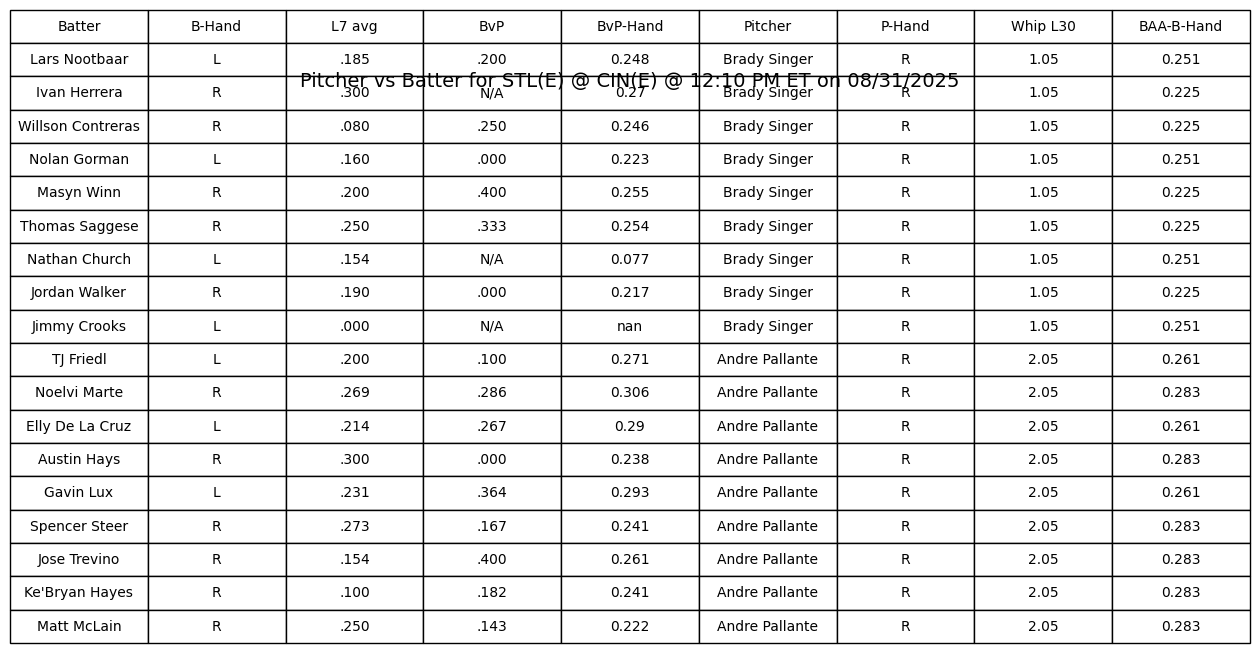 Batter B-Hand L7 avg BvP BvP-Hand Pitcher P-Hand Whip L30 BAA-B-Hand
Lars Nootbaar L .185 .200 0.248 Brady Singer R 1.05 0.251
Pitcher vs Batter for STL(E) @ CIN(E) @ 12:10 PM ET on 08/31/2025
Ivan Herrera R .300 N/A 0.27 Brady Singer R 1.05 0.225
Willson Contreras R .080 .250 0.246 Brady Singer R 1.05 0.225
Nolan Gorman L .160 .000 0.223 Brady Singer R 1.05 0.251
Masyn Winn R .200 .400 0.255 Brady Singer R 1.05 0.225
Thomas Saggese R .250 .333 0.254 Brady Singer R 1.05 0.225
Nathan Church L .154 N/A 0.077 Brady Singer R 1.05 0.251
Jordan Walker R .190 .000 0.217 Brady Singer R 1.05 0.225
Jimmy Crooks L .000 N/A nan Brady Singer R 1.05 0.251
TJ Friedl L .200 .100 0.271 Andre Pallante R 2.05 0.261
Noelvi Marte R .269 .286 0.306 Andre Pallante R 2.05 0.283
Elly De La Cruz L .214 .267 0.29 Andre Pallante R 2.05 0.261
Austin Hays R .300 .000 0.238 Andre Pallante R 2.05 0.283
Gavin Lux L .231 .364 0.293 Andre Pallante R 2.05 0.261
Spencer Steer R .273 .167 0.241 Andre Pallante R 2.05 0.283
Jose Trevino R .154 .400 0.261 Andre Pallante R 2.05 0.283
Ke'Bryan Hayes R .100 .182 0.241 Andre Pallante R 2.05 0.283
Matt McLain R .250 .143 0.222 Andre Pallante R 2.05 0.283